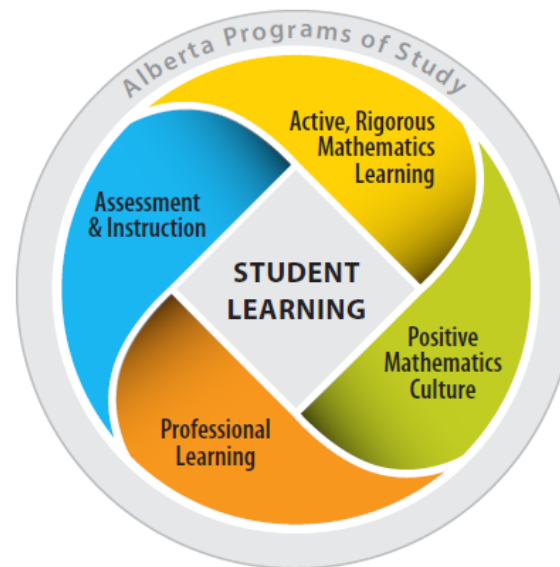 Alberta Programs of Study
Active, Rigorous
Mathematics
Learning
Assessment
& Instruction
STUDENT
LEARNING
Positive
Mathematics
Culture
Professional
Learning